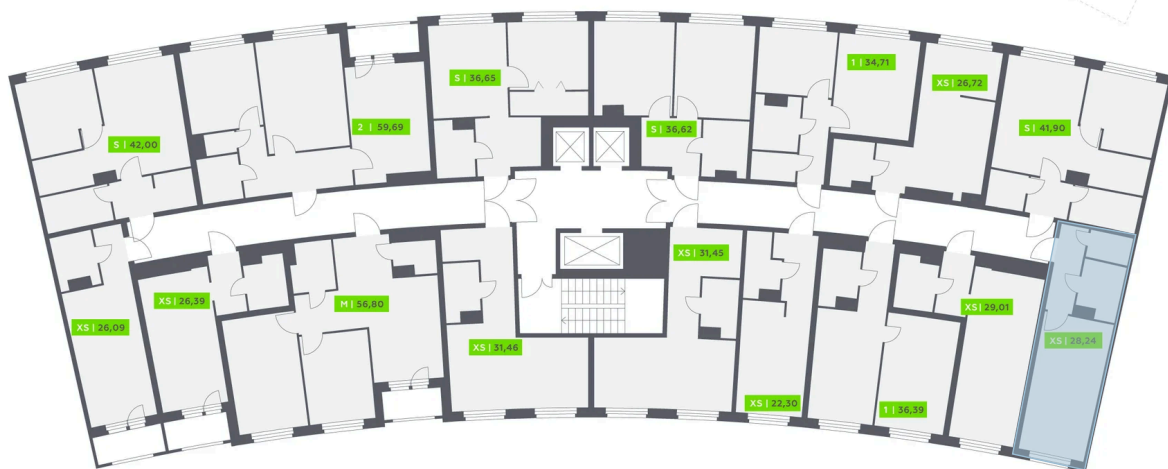 S | 42,00
2 | 59,69
S | 36,65
S | 36,62
1 | 34,71
XS | 26,72
S | 41,90
XS | 26,09
XS | 26,39
M | 56,80
XS | 31,46
XS | 31,45
XS | 22,30
1 | 36,39
XS | 29,01
XS | 28,24